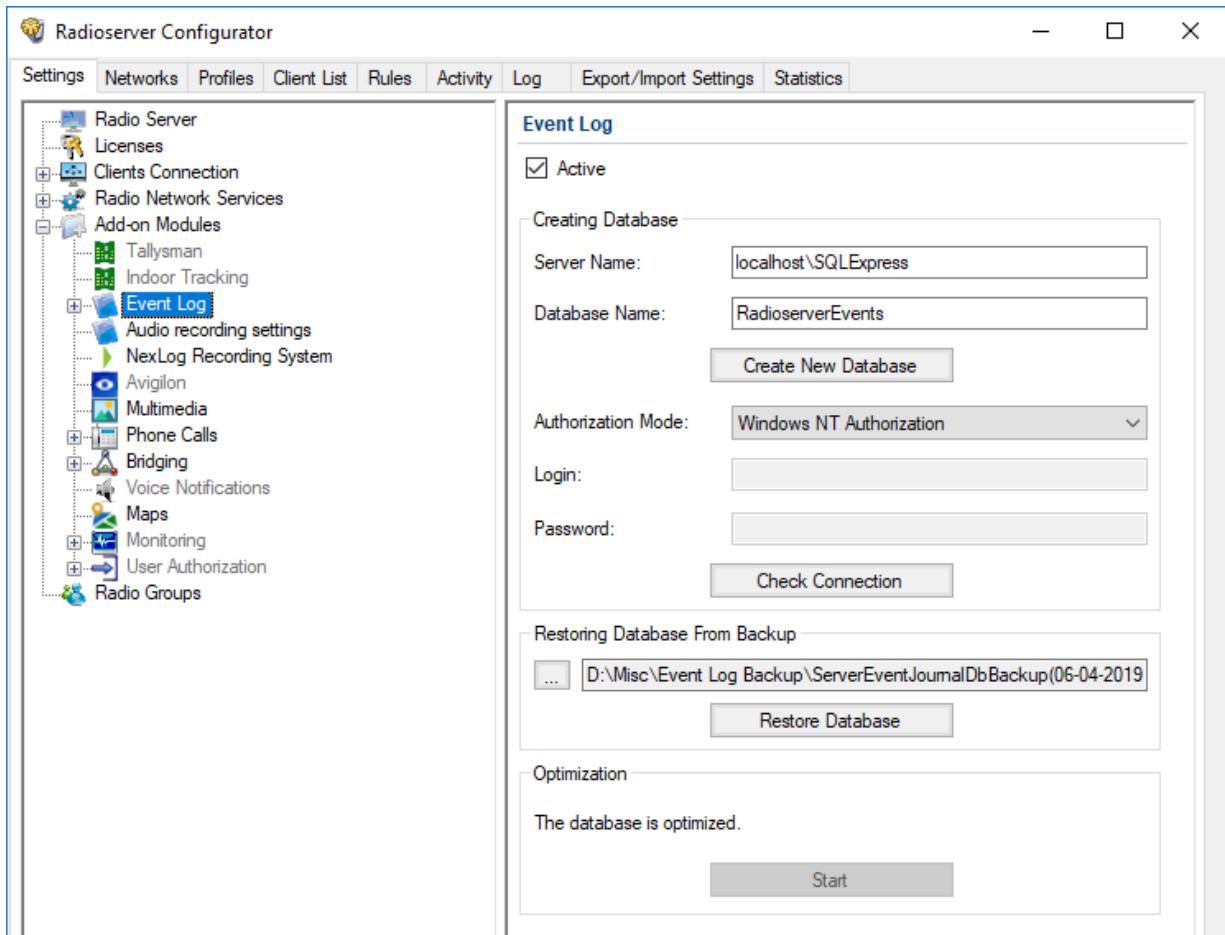 Radioserver Configurator
Settings Networks Profiles Client List Rules Activity Log Export/Import Settings Statistics
Radio Server
Licenses
Clients Connection
Radio Network Services
Add-on Modules
Tallysman
Indoor Tracking
Event Log
Audio recording settings
NexLog Recording System
Avigilon
Multimedia
Phone Calls
Bridging
Voice Notifications
Maps
Monitoring
User Authorization
Radio Groups
Event Log
Active
Creating Database
Server Name: localhost\SQLExpress
Database Name: RadioserverEvents
Create New Database
Authorization Mode: Windows NT Authorization
Login:
Password:
Check Connection
Restoring Database From Backup
... D:\Misc\Event Log Backup\ServerEventJournalDbBackup(06-04-2019
Restore Database
Optimization
The database is optimized.
Start